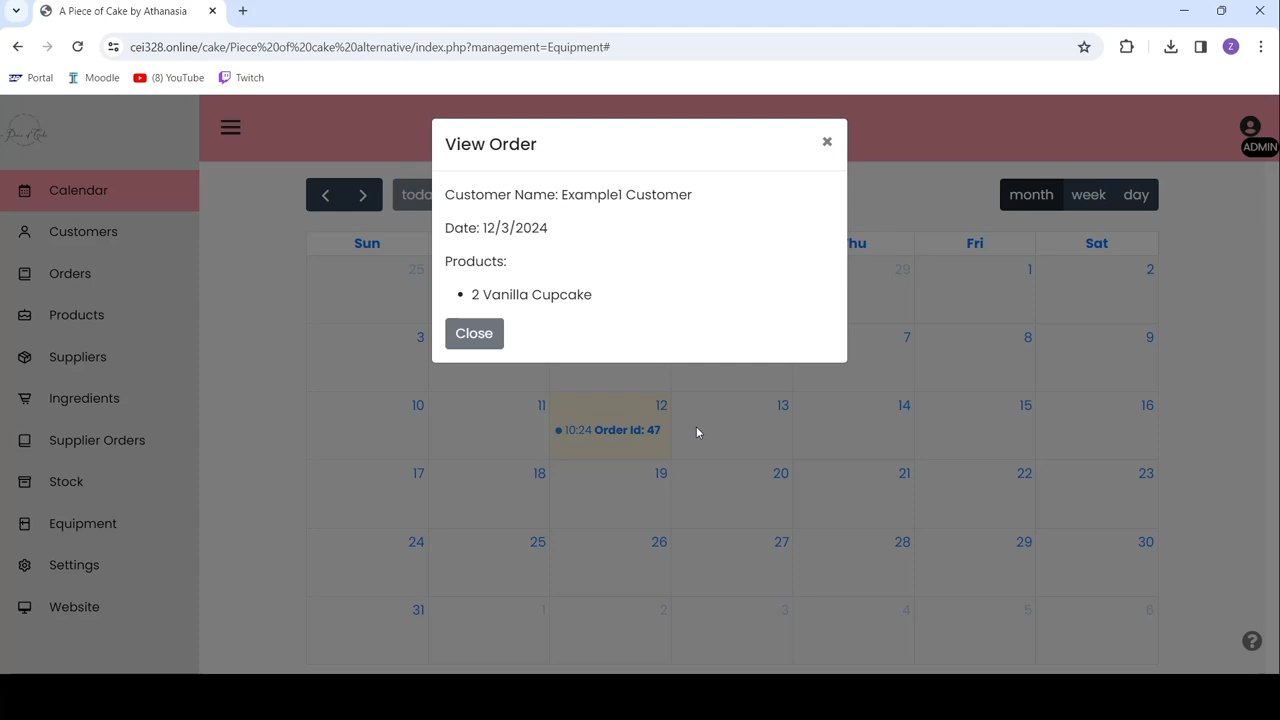 A Piece of Cake by Athanasia
cei328.online/cake/Piece%20of%20cake%20alternative/index.php?management=Equipment#
Z
Portal
Moodle
(8) YouTube
Twitch
ADMIN
Calendar
Customers
Orders
Products
Suppliers
Ingredients
Supplier Orders
Stock
Equipment
Settings
Website
View Order
×
Customer Name: Example1 Customer
Date: 12/3/2024
Products:
• 2 Vanilla Cupcake
Close
toda
month week day
Sun hu Fri Sat
25 29 1 2
3 7 8 9
10 11 12 13 14 15 16
10:24 Order Id: 47
17 18 19 20 21 22 23
24 25 26 27 28 29 30
31 1 2 3 4 5 6
?